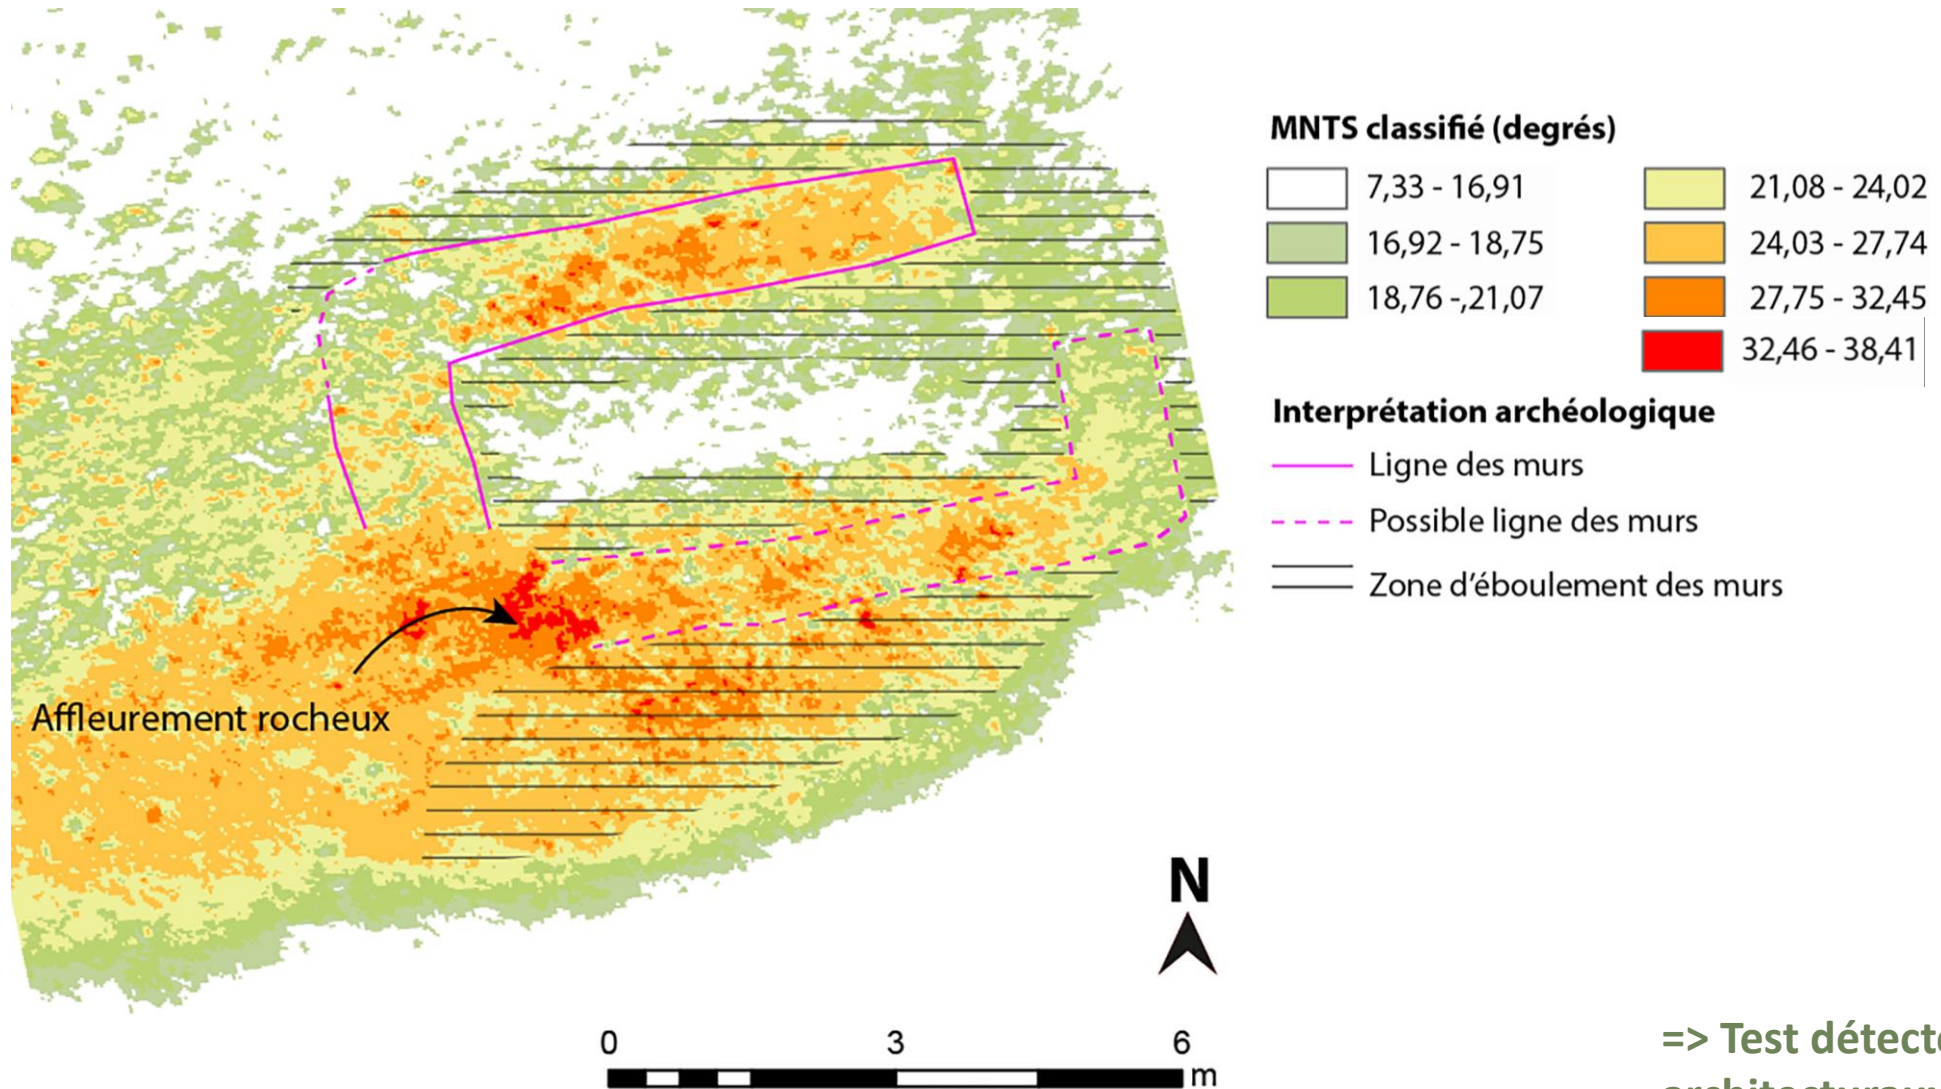 MNTS classifié (degrés)
7,33 - 16,91
16,92 - 18,75
18,76 -,21,07
21,08 - 24,02
24,03 - 27,74
27,75 - 32,45
32,46 - 38,41
Interprétation archéologique
Ligne des murs
Possible ligne des murs
Zone d'éboulement des murs
Affleurement rocheux
N
0 3 6
m
=> Test